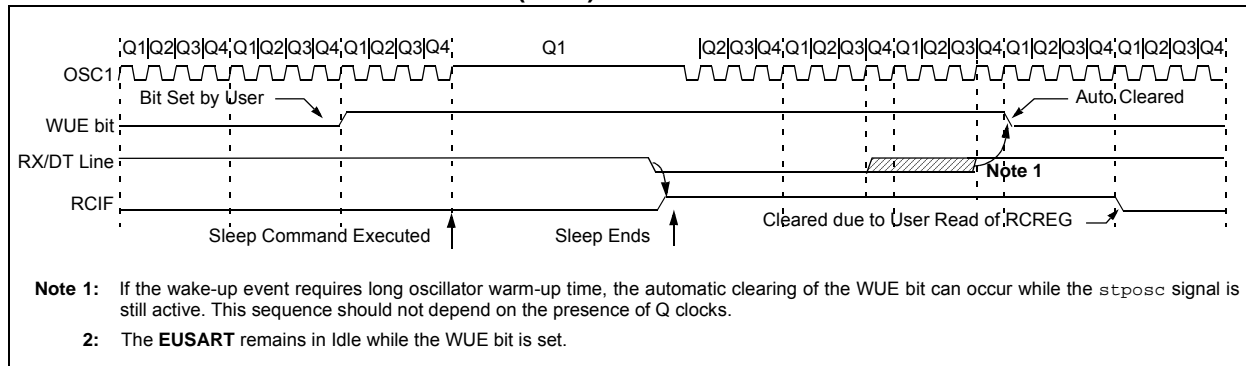 Q1|Q2|Q3|Q4 Q1|Q2|Q3|Q4 Q1|Q2|Q3|Q4 Q1 Q2|Q3|Q4 Q1|Q2|Q3 Q4 Q1|Q2|Q3 Q4 Q1|Q2|Q3|Q4 Q1|Q2|Q3|Q4
OSC1
Bit Set by User Auto Cleared
WUE bit
RX/DT Line
Note 1
RCIF
Cleared due to User Read of RCREG
Sleep Command Executed Sleep Ends
Note 1: If the wake-up event requires long oscillator warm-up time, the automatic clearing of the WUE bit can occur while the stposc signal is
still active. This sequence should not depend on the presence of Q clocks.
2: The EUSART remains in Idle while the WUE bit is set.